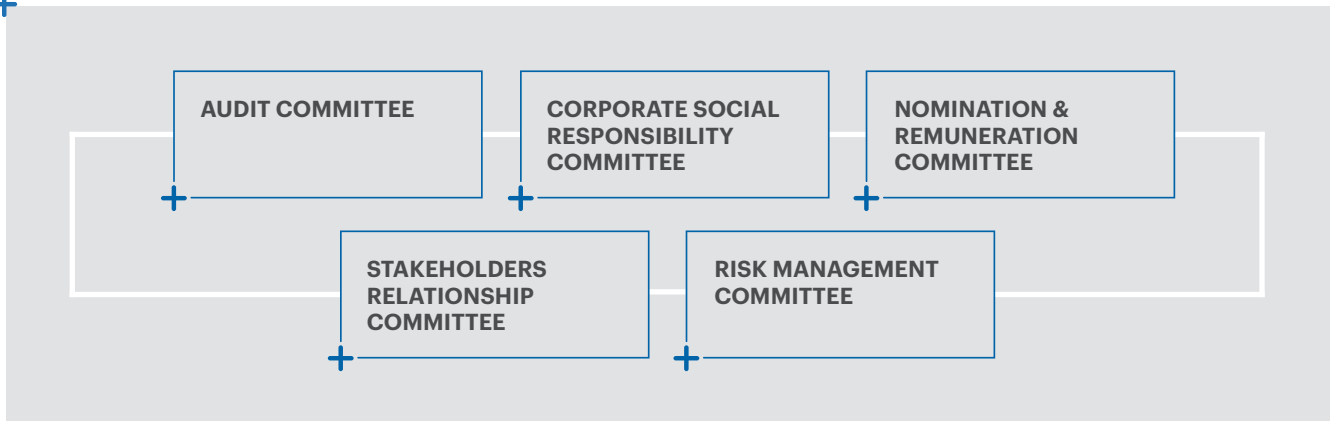 AUDIT COMMITTEE
CORPORATE SOCIAL
RESPONSIBILITY
COMMITTEE
NOMINATION &
REMUNERATION
COMMITTEE
STAKEHOLDERS
RELATIONSHIP
COMMITTEE
RISK MANAGEMENT
COMMITTEE